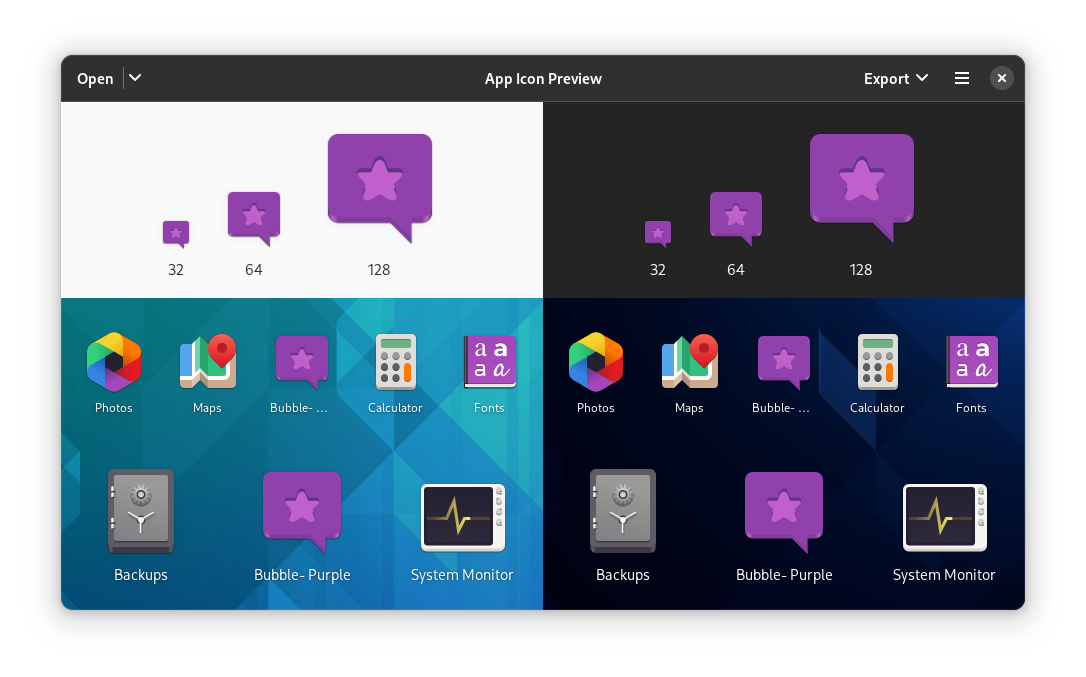 Open
App Icon Preview
Export
32
64
128
32
64
128
a a
a a
Photos
Maps
Bubble- ...
Calculator
Fonts
a a
a a
Photos
Maps
Bubble- ...
Calculator
Fonts
Backups
Bubble- Purple
System Monitor
Backups
Bubble- Purple
System Monitor